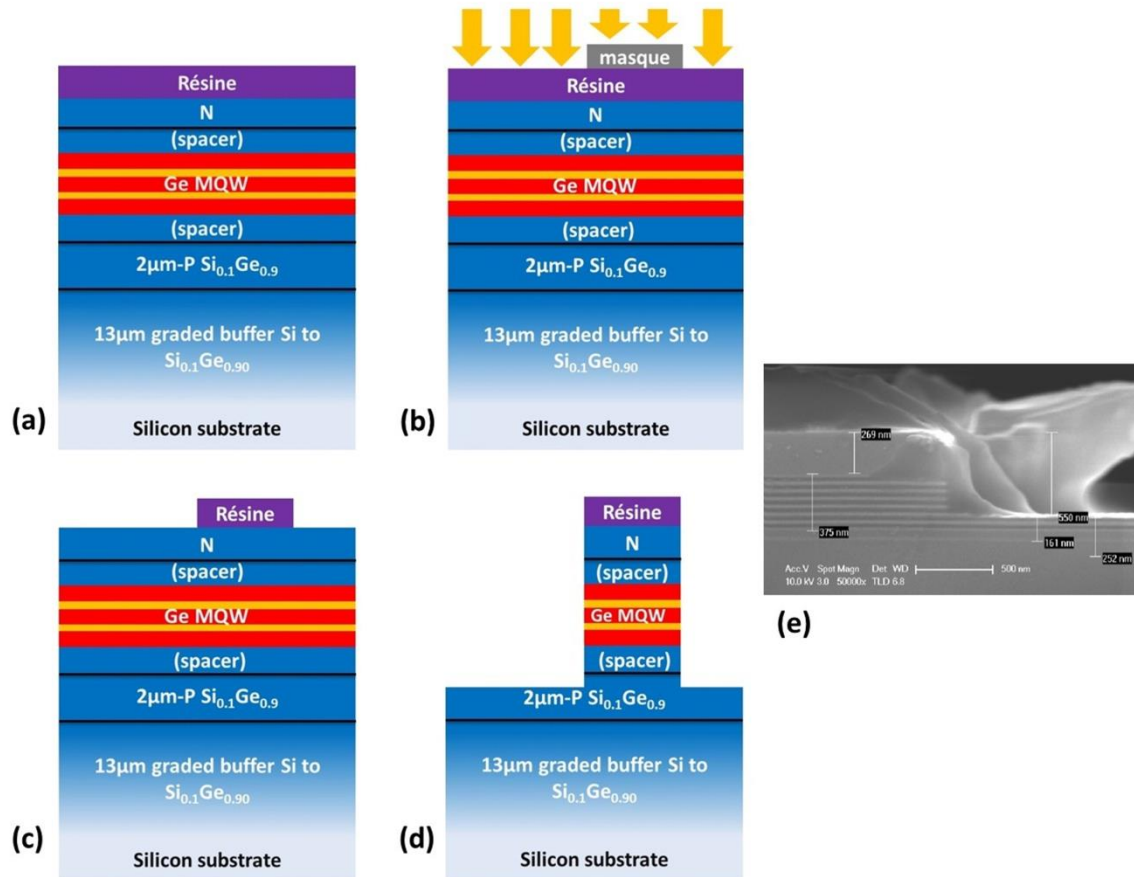 Résine
N
(spacer)
Ge MQW
(spacer)
2µm-P Si₀.₁Ge₀.₉
13µm graded buffer Si to
Si₀.₁Ge₀.₉₀
Silicon substrate
(a)
masque
Résine
N
(spacer)
Ge MQW
(spacer)
2µm-P Si₀.₁Ge₀.₉
13µm graded buffer Si to
Si₀.₁Ge₀.₉₀
Silicon substrate
(b)
Résine
N
(spacer)
Ge MQW
(spacer)
2µm-P Si₀.₁Ge₀.₉
13µm graded buffer Si to
Si₀.₁Ge₀.₉₀
Silicon substrate
(c)
Résine
N
(spacer)
Ge MQW
(spacer)
2µm-P Si₀.₁Ge₀.₉
13µm graded buffer Si to
Si₀.₁Ge₀.₉₀
Silicon substrate
(d)
269 nm
375 nm
550 nm
161 nm
252 nm
Acc.V Spot Magn Det WD
10.0 kV 3.0 50000x TLD 6.8
500 nm
(e)